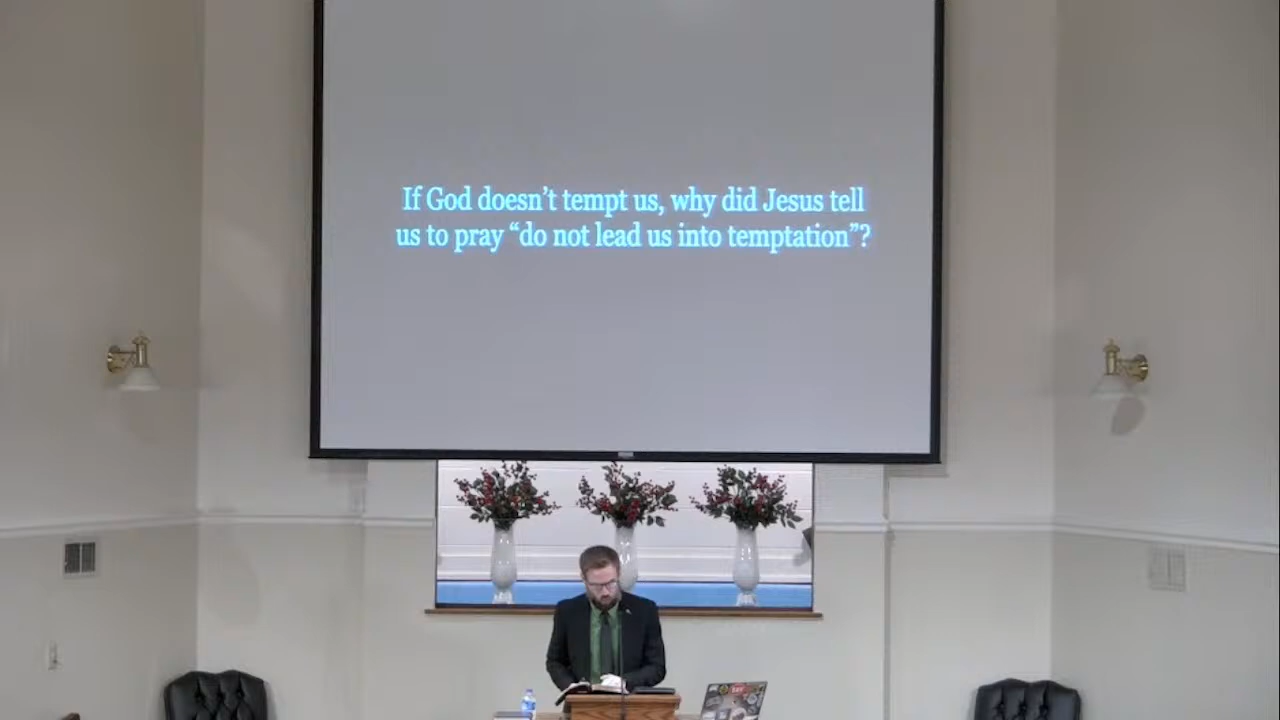 If God doesn’t tempt us, why did Jesus tell
us to pray “do not lead us into temptation”?